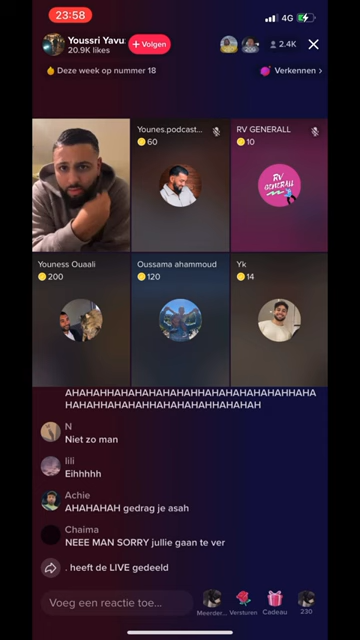 23:58
4G
Youssri Yavu
20.9K likes
+ Volgen
2.4K
Deze week op nummer 18
Verkennen >
Younes.podcast...
60
RV GENERALL
10
RV
GENERALL
Youness Ouaali
200
Oussama ahammoud
120
Yk
14
AHAHAHHAHAHAHAHAHAHHAHAHAHAHAHAHHAHA
HAHAHHAHAHAHHAHAHAHAHHAHAHAH
N
Niet zo man
lili
Eihhhhh
Achie
AHAHAHAH gedrag je asah
Chaima
NEEE MAN SORRY jullie gaan te ver
. heeft de LIVE gedeeld
Voeg een reactie toe...
Meerder...
Versturen
Cadeau
230